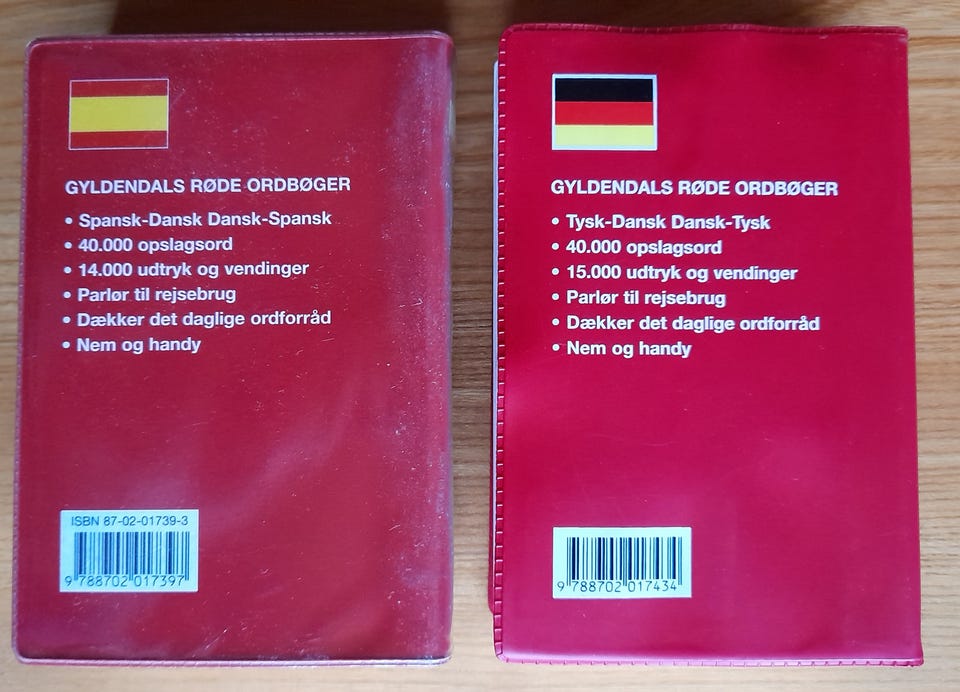 GYLDENDALS RØDE ORDBØGER
• Spansk-Dansk Dansk-Spansk
• 40.000 opslagsord
• 14.000 udtryk og vendinger
• Parlør til rejsebrug
• Dækker det daglige ordforråd
• Nem og handy
ISBN 87-02-01739-3
9 788702 017397
GYLDENDALS RØDE ORDBØGER
• Tysk-Dansk Dansk-Tysk
• 40.000 opslagsord
• 15.000 udtryk og vendinger
• Parlør til rejsebrug
• Dækker det daglige ordforråd
• Nem og handy
9 788702 017434